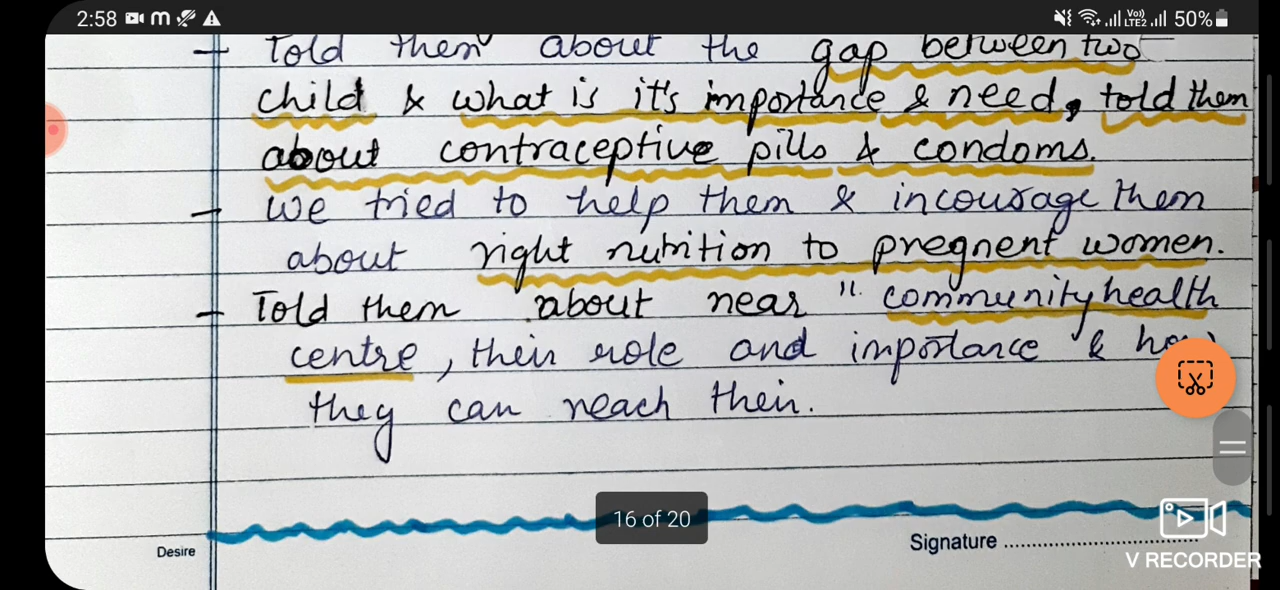 2:58 m Vo) LTE2 50%
Told them about the gap between two
child & what is it's importance & need, told them
about contraceptive pills & condoms.
we tried to help them & incourage them
about right nutrition to pregnent women.
Told them about near " community health
centre, their role and importance &
they can reach their.
16 of 20
Desire
Signature
V RECORDER